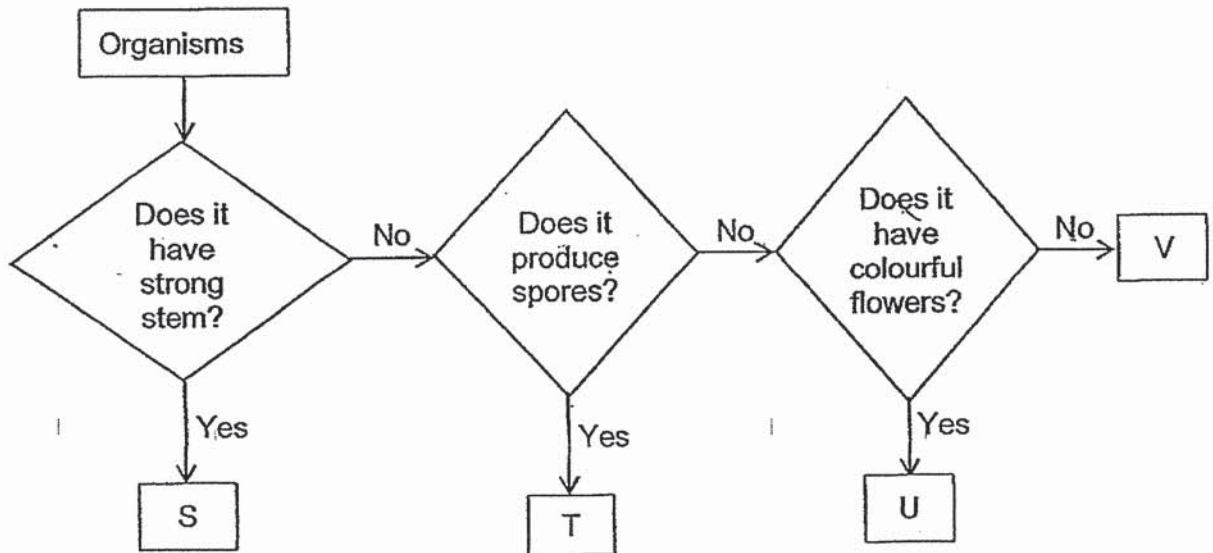 Organisms
Does it
have
strong
stem?
No
Does it
produce
spores?
No
Does it
have
colourful
flowers?
No
V
Yes
S
Yes
T
Yes
U